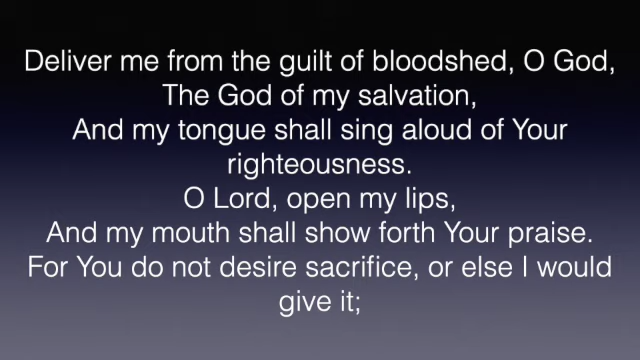 Deliver me from the guilt of bloodshed, O God,
The God of my salvation,
And my tongue shall sing aloud of Your
righteousness.
O Lord, open my lips,
And my mouth shall show forth Your praise.
For You do not desire sacrifice, or else I would
give it;